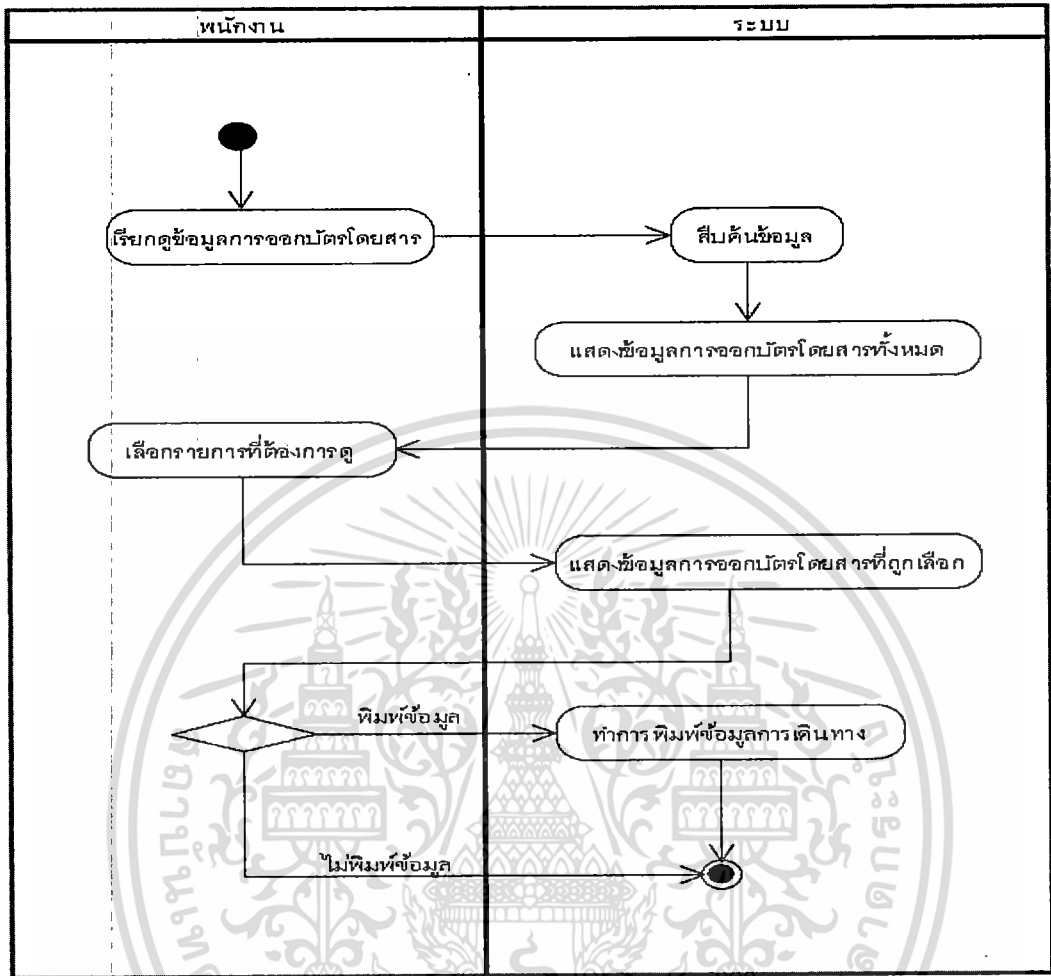 พนักงาน
ระบบ
เรียกดูข้อมูลการออกบัตรโดยสาร
สืบค้นข้อมูล
แสดงข้อมูลการออกบัตรโดยสารทั้งหมด
เลือกรายการที่ต้องการดู
แสดงข้อมูลการออกบัตรโดยสารที่ถูกเลือก
พิมพ์ข้อมูล
ทำการพิมพ์ข้อมูลการเดินทาง
ไม่พิมพ์ข้อมูล